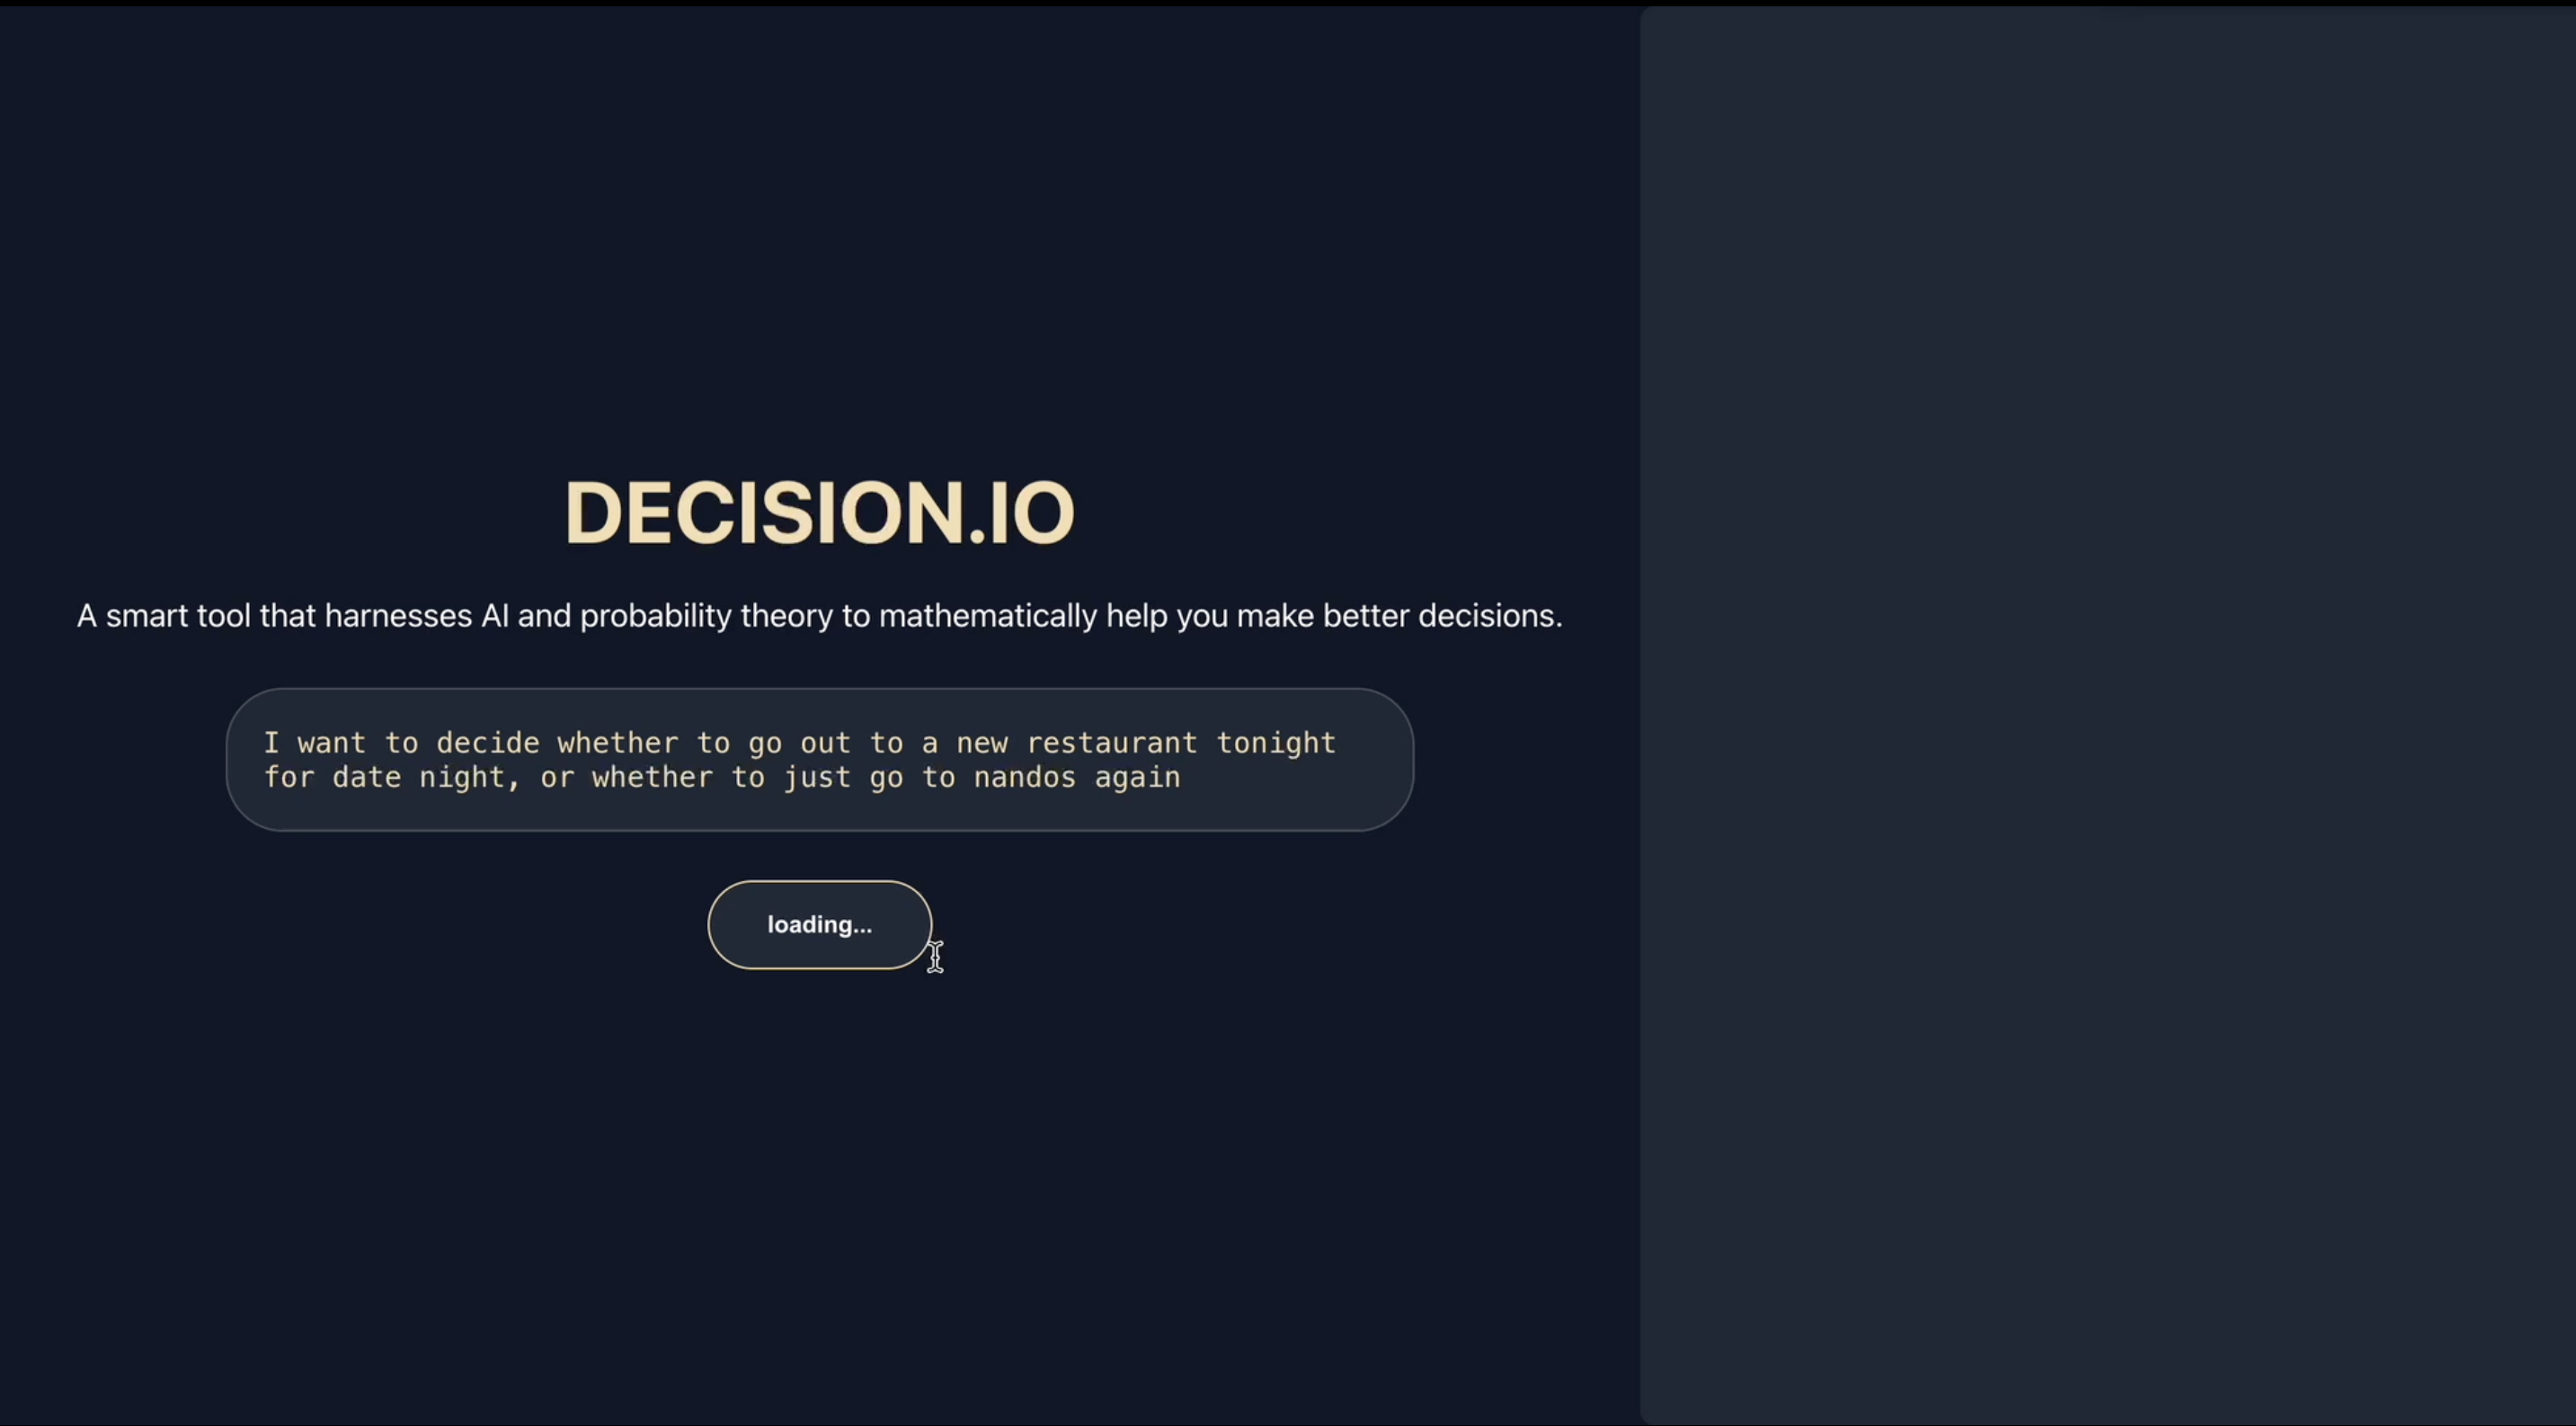 DECISION.IO
A smart tool that harnesses AI and probability theory to mathematically help you make better decisions.
I want to decide whether to go out to a new restaurant tonight
for date night, or whether to just go to nandos again
loading...